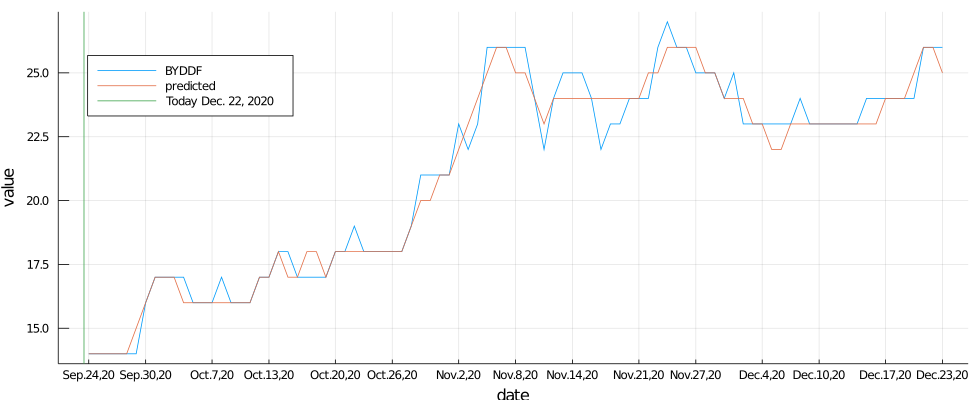 BYDDF
predicted
Today Dec. 22, 2020
25.0
22.5
20.0
17.5
15.0
value
Sep.24,20 Sep.30,20 Oct.7,20 Oct.13,20 Oct.20,20 Oct.26,20 Nov.2,20 Nov.8,20 Nov.14,20 Nov.21,20 Nov.27,20 Dec.4,20 Dec.10,20 Dec.17,20 Dec.23,20
date